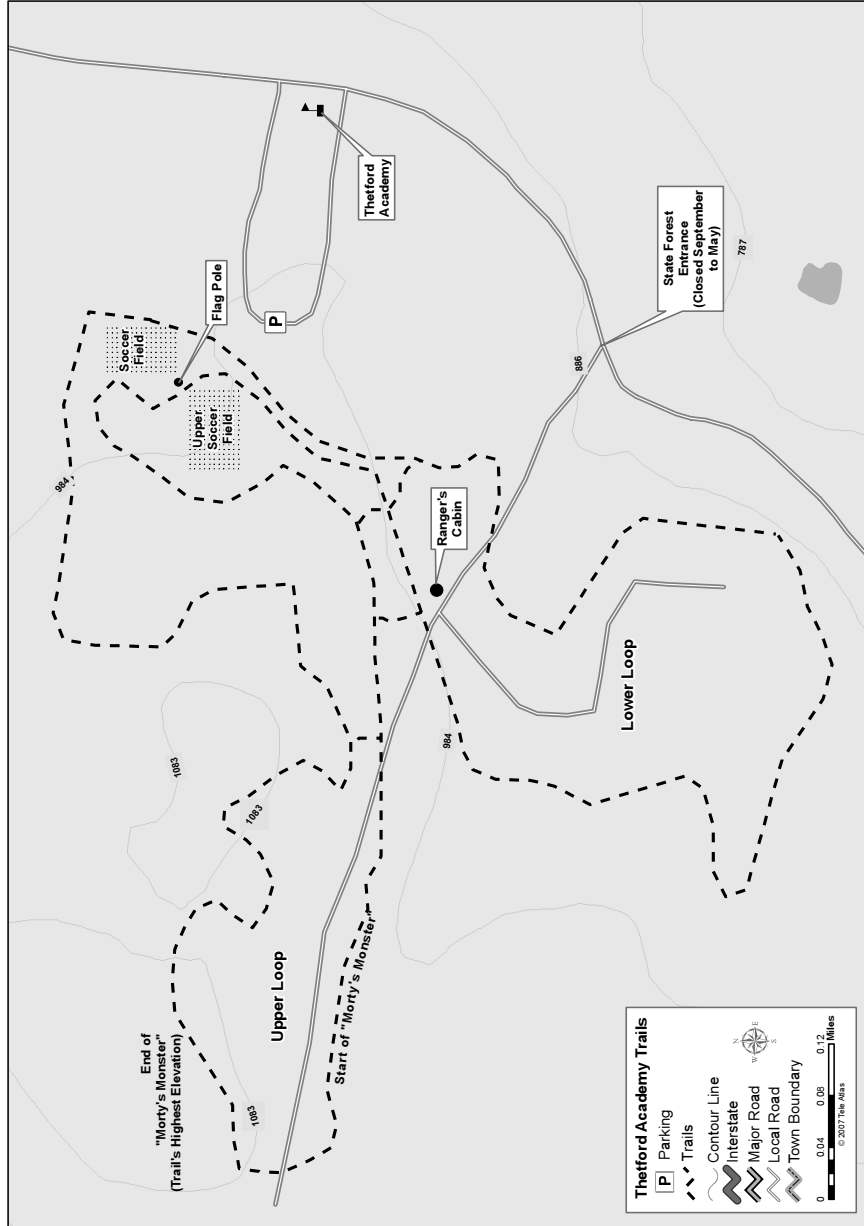 984
Soccer
Field
Upper
Soccer
Field
Flag Pole
P
Thetford
Academy
1083
1083
Ranger's
Cabin
886
State Forest
Entrance
(Closed September
to May)
787
984
Lower Loop
Upper Loop
Start of "Morty's Monster"
End of
"Morty's Monster"
(Trail's Highest Elevation)
1083
Thetford Academy Trails
P Parking
Trails
Contour Line
Interstate
Major Road
Local Road
Town Boundary
N
E
S
W
0 0.04 0.08 0.12
Miles
© 2007 Tele Atlas